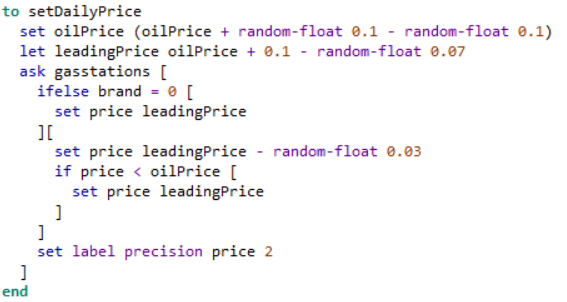 to setDailyPrice
  set oilPrice (oilPrice + random-float 0.1 - random-float 0.1)
  let leadingPrice oilPrice + 0.1 - random-float 0.07
  ask gasstations [
    ifelse brand = 0 [
      set price leadingPrice
    ][
      set price leadingPrice - random-float 0.03
      if price < oilPrice [
        set price leadingPrice
      ]
    ]
    set label precision price 2
  ]
end